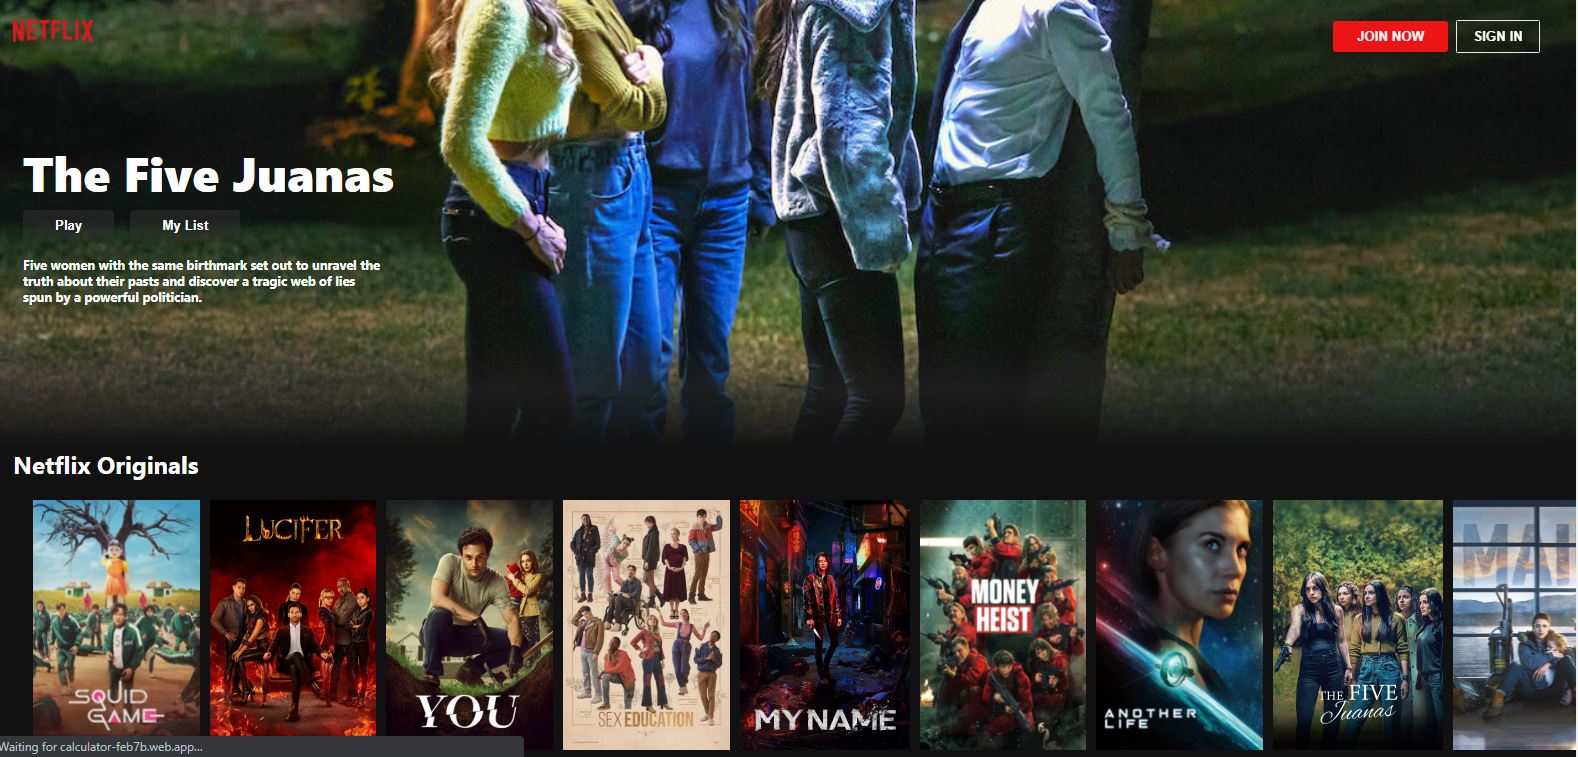 NETFLIX
JOIN NOW
SIGN IN
The Five Juanas
Play
My List
Five women with the same birthmark set out to unravel the
truth about their pasts and discover a tragic web of lies
spun by a powerful politician.
Netflix Originals
SQUID
GAME
LUCIFER
YOU
SEX EDUCATION
MY NAME
MONEY
HEIST
ANOTHER
LIFE
THE FIVE
Juanas
MAI
Waiting for calculator-feb7b.web.app...